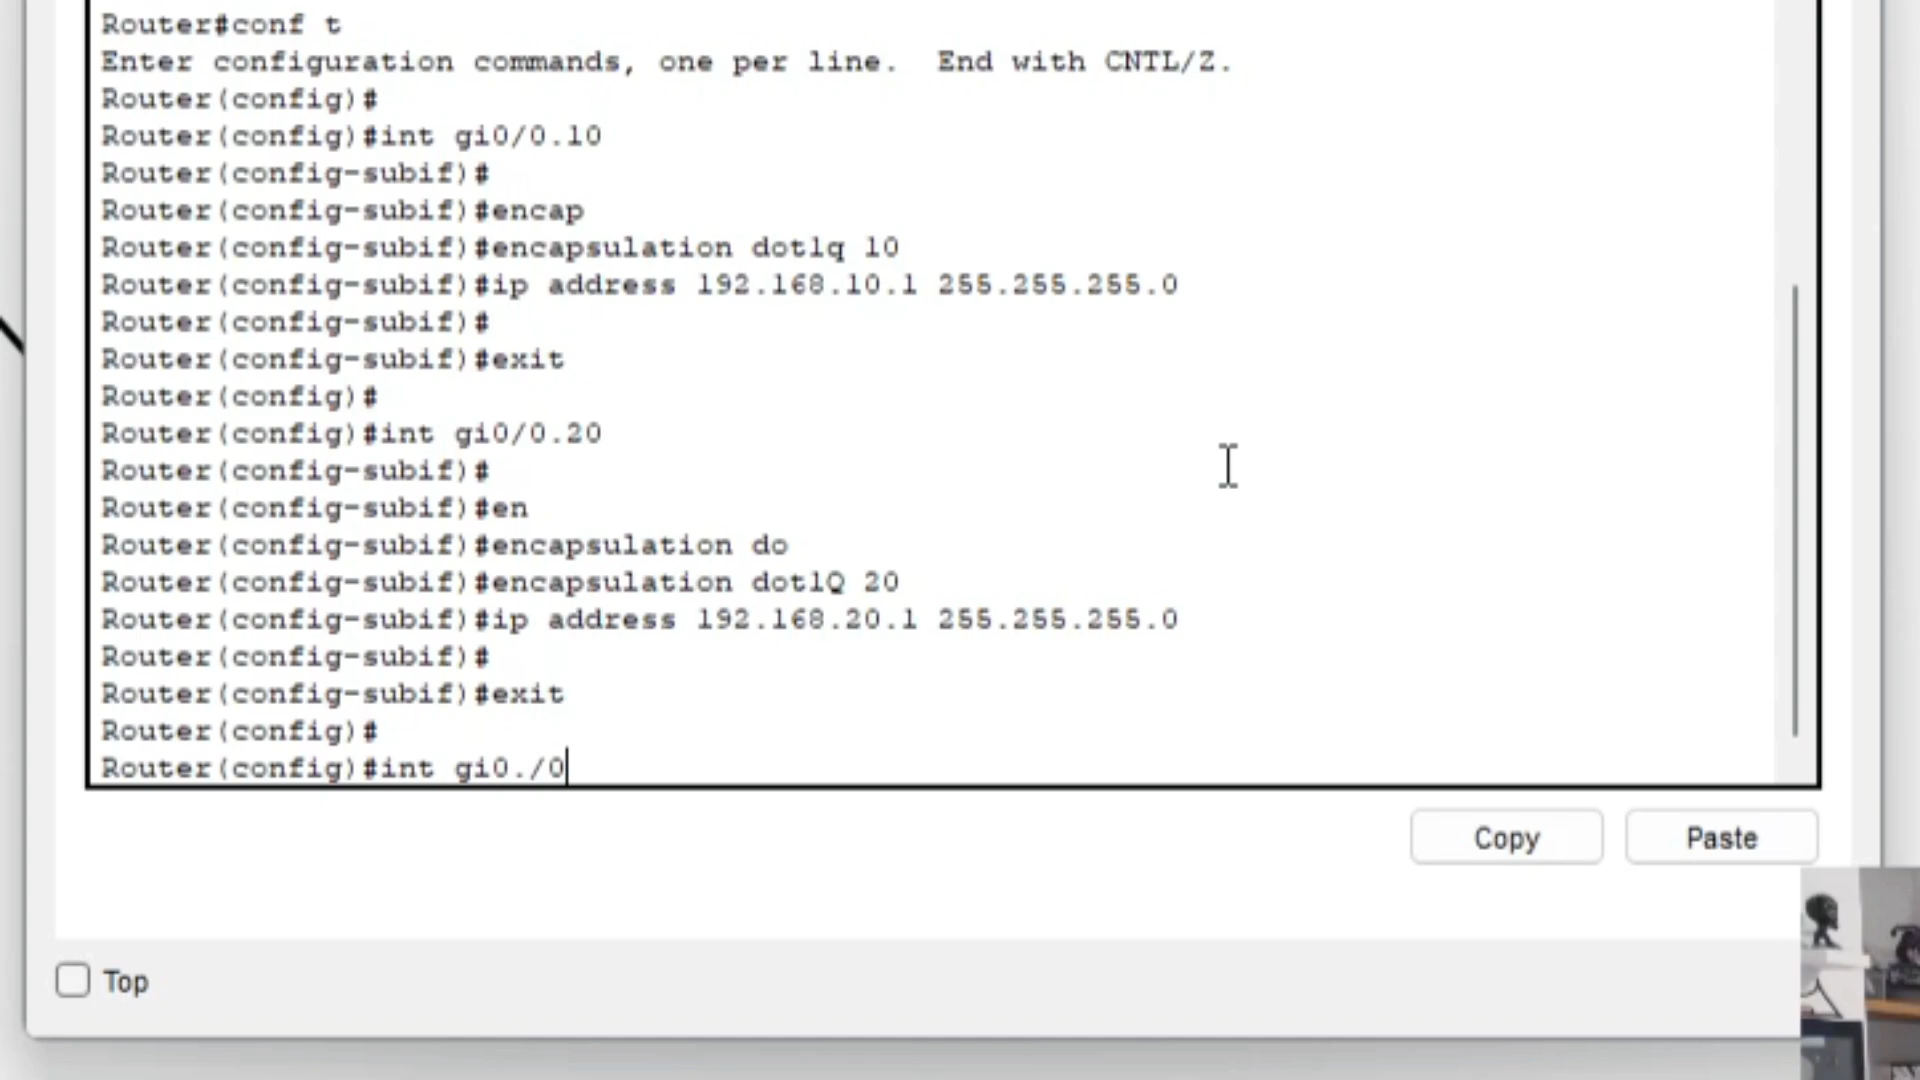 Router#conf t
Enter configuration commands, one per line.  End with CNTL/Z.
Router(config)#
Router(config)#int gi0/0.10
Router(config-subif)#
Router(config-subif)#encap
Router(config-subif)#encapsulation dot1q 10
Router(config-subif)#ip address 192.168.10.1 255.255.255.0
Router(config-subif)#
Router(config-subif)#exit
Router(config)#
Router(config)#int gi0/0.20
Router(config-subif)#
Router(config-subif)#en
Router(config-subif)#encapsulation do
Router(config-subif)#encapsulation dot1Q 20
Router(config-subif)#ip address 192.168.20.1 255.255.255.0
Router(config-subif)#
Router(config-subif)#exit
Router(config)#
Router(config)#int gi0./0
Copy
Paste
Top